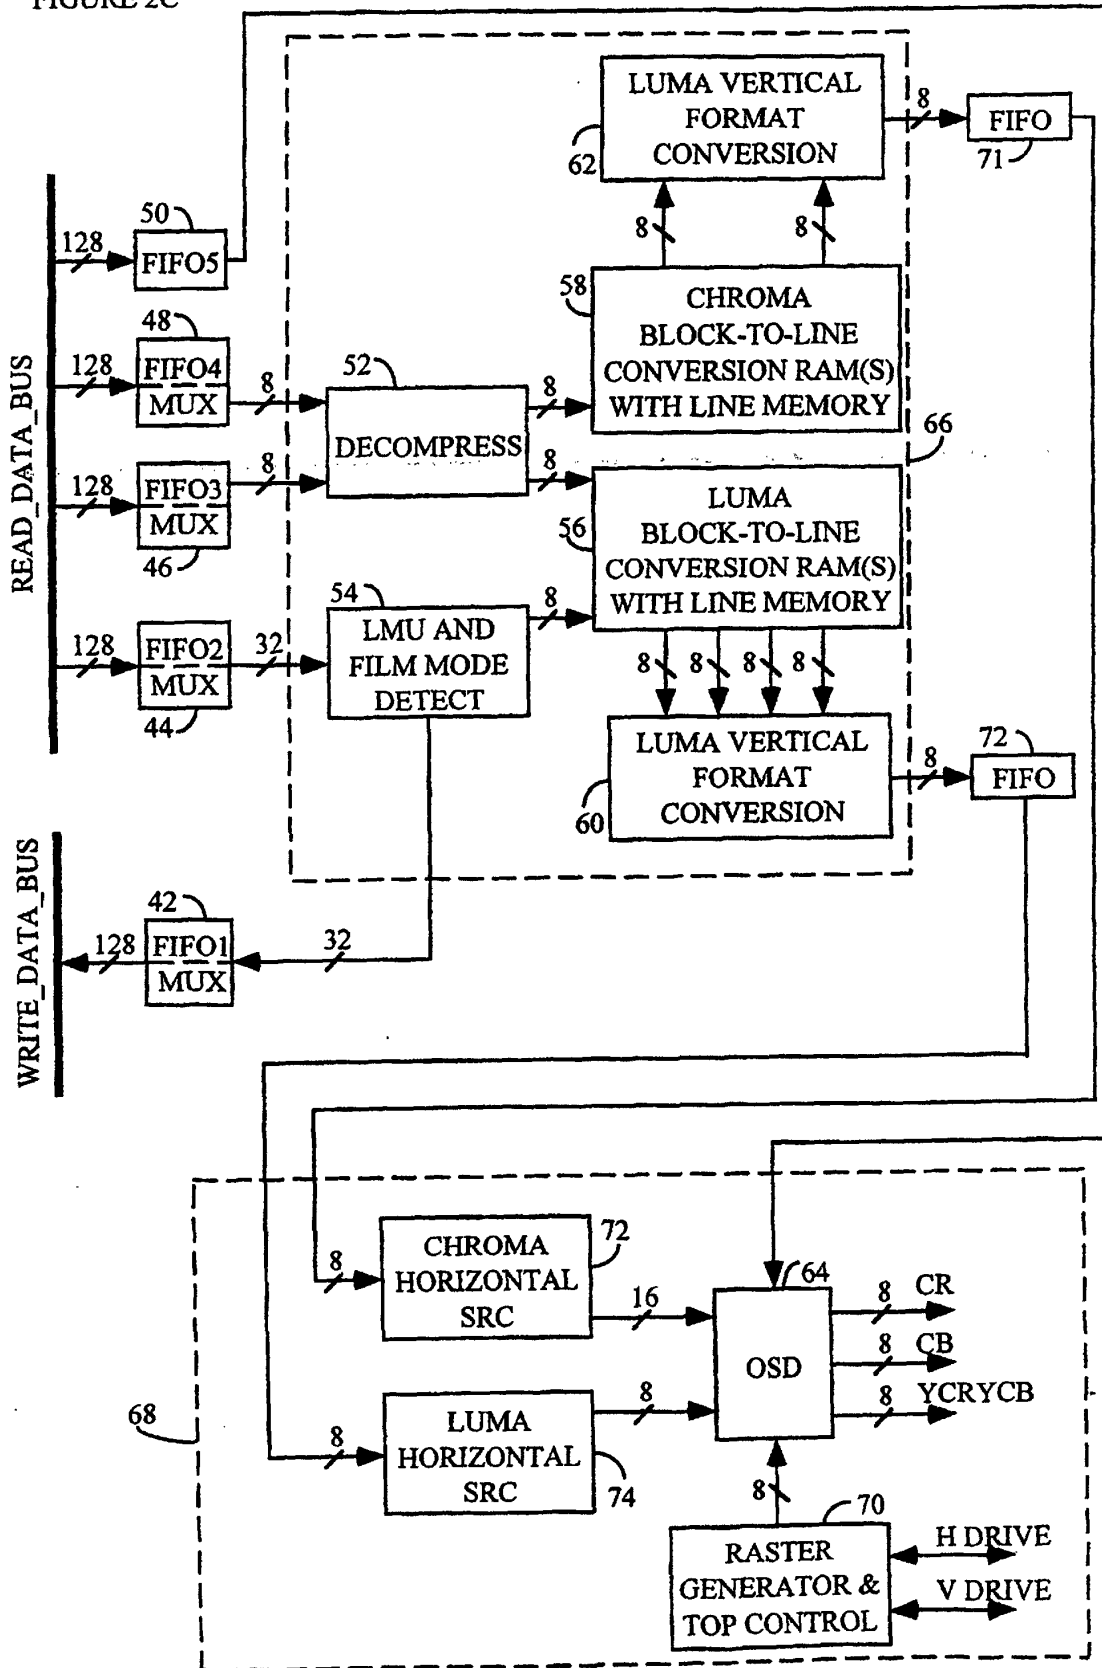 FIGURE 2C
LUMA VERTICAL
FORMAT
CONVERSION
62
8
FIFO
71
8
8
50
128
FIFO5
58
CHROMA
BLOCK-TO-LINE
CONVERSION RAM(S)
WITH LINE MEMORY
48
128
FIFO4
MUX
8
52
DECOMPRESS
8
8
66
READ_DATA_BUS
128
FIFO3
MUX
46
8
56
LUMA
BLOCK-TO-LINE
CONVERSION RAM(S)
WITH LINE MEMORY
54
8
128
FIFO2
MUX
44
32
LMU AND
FILM MODE
DETECT
8
8
8
8
LUMA VERTICAL
FORMAT
CONVERSION
60
8
72
FIFO
WRITE_DATA_BUS
42
128
FIFO1
MUX
32
8
CHROMA
HORIZONTAL
SRC
72
16
64
OSD
8
CR
8
CB
8
YCRYCB
68
8
LUMA
HORIZONTAL
SRC
74
8
8
70
RASTER
GENERATOR &
TOP CONTROL
H DRIVE
V DRIVE